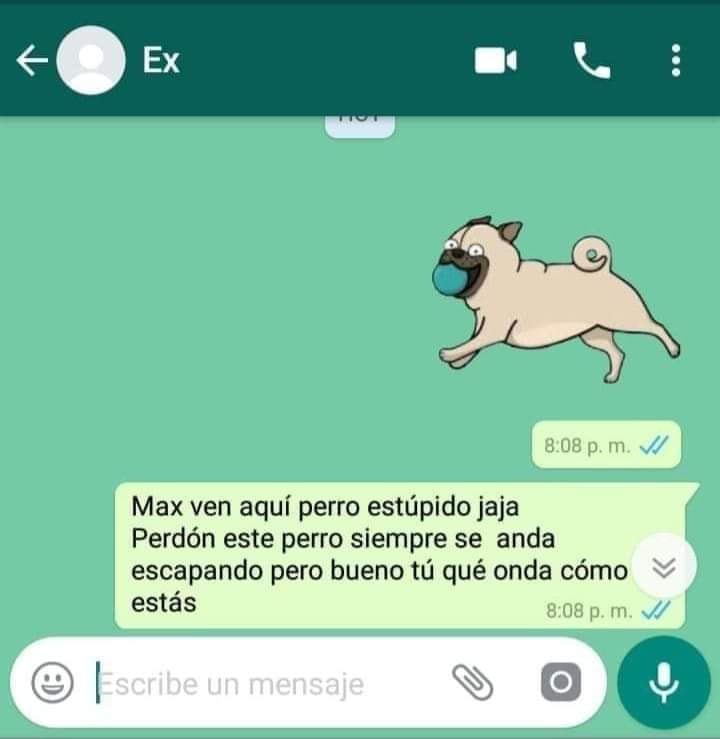 Ex
8:08 p. m.
Max ven aquí perro estúpido jaja
Perdón este perro siempre se anda
escapando pero bueno tú qué onda cómo
estás
8:08 p. m.
Escribe un mensaje